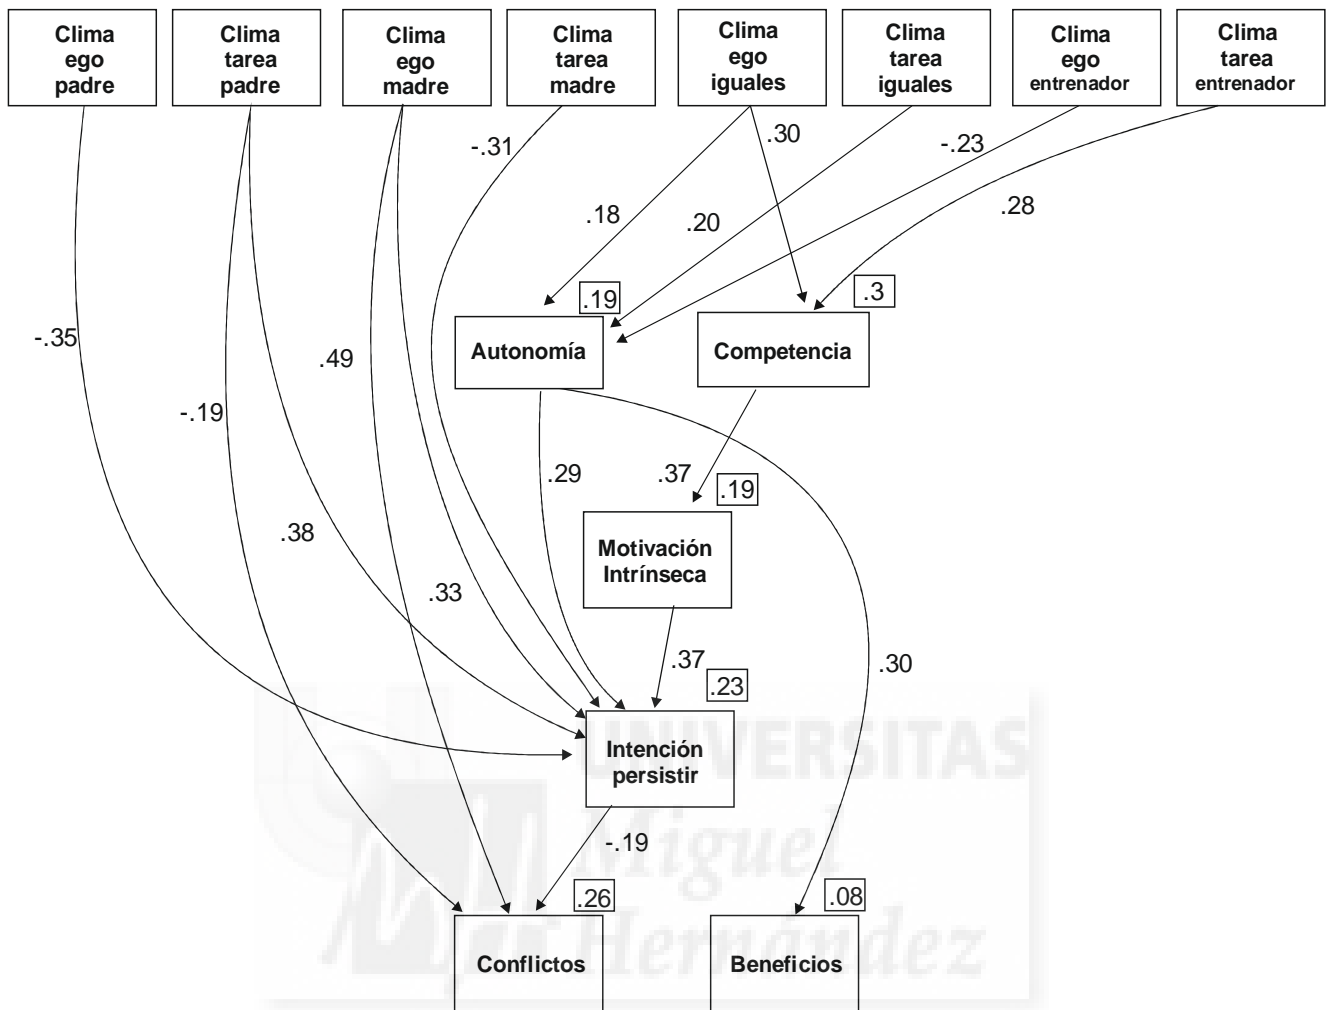 Clima
ego
padre
Clima
tarea
padre
Clima
ego
madre
Clima
tarea
madre
Clima
ego
iguales
Clima
tarea
iguales
Clima
ego
entrenador
Clima
tarea
entrenador
-.31
.30
-.23
.18
.20
.28
.19
.3
-.35
.49
Autonomía
Competencia
-.19
.29
.37
.19
.38
Motivación
Intrínseca
.33
.37
.30
.23
UNIVERSITAS
Intención
persistir
Miguel
-.19
.26
.08
Hernández
Conflictos
Beneficios